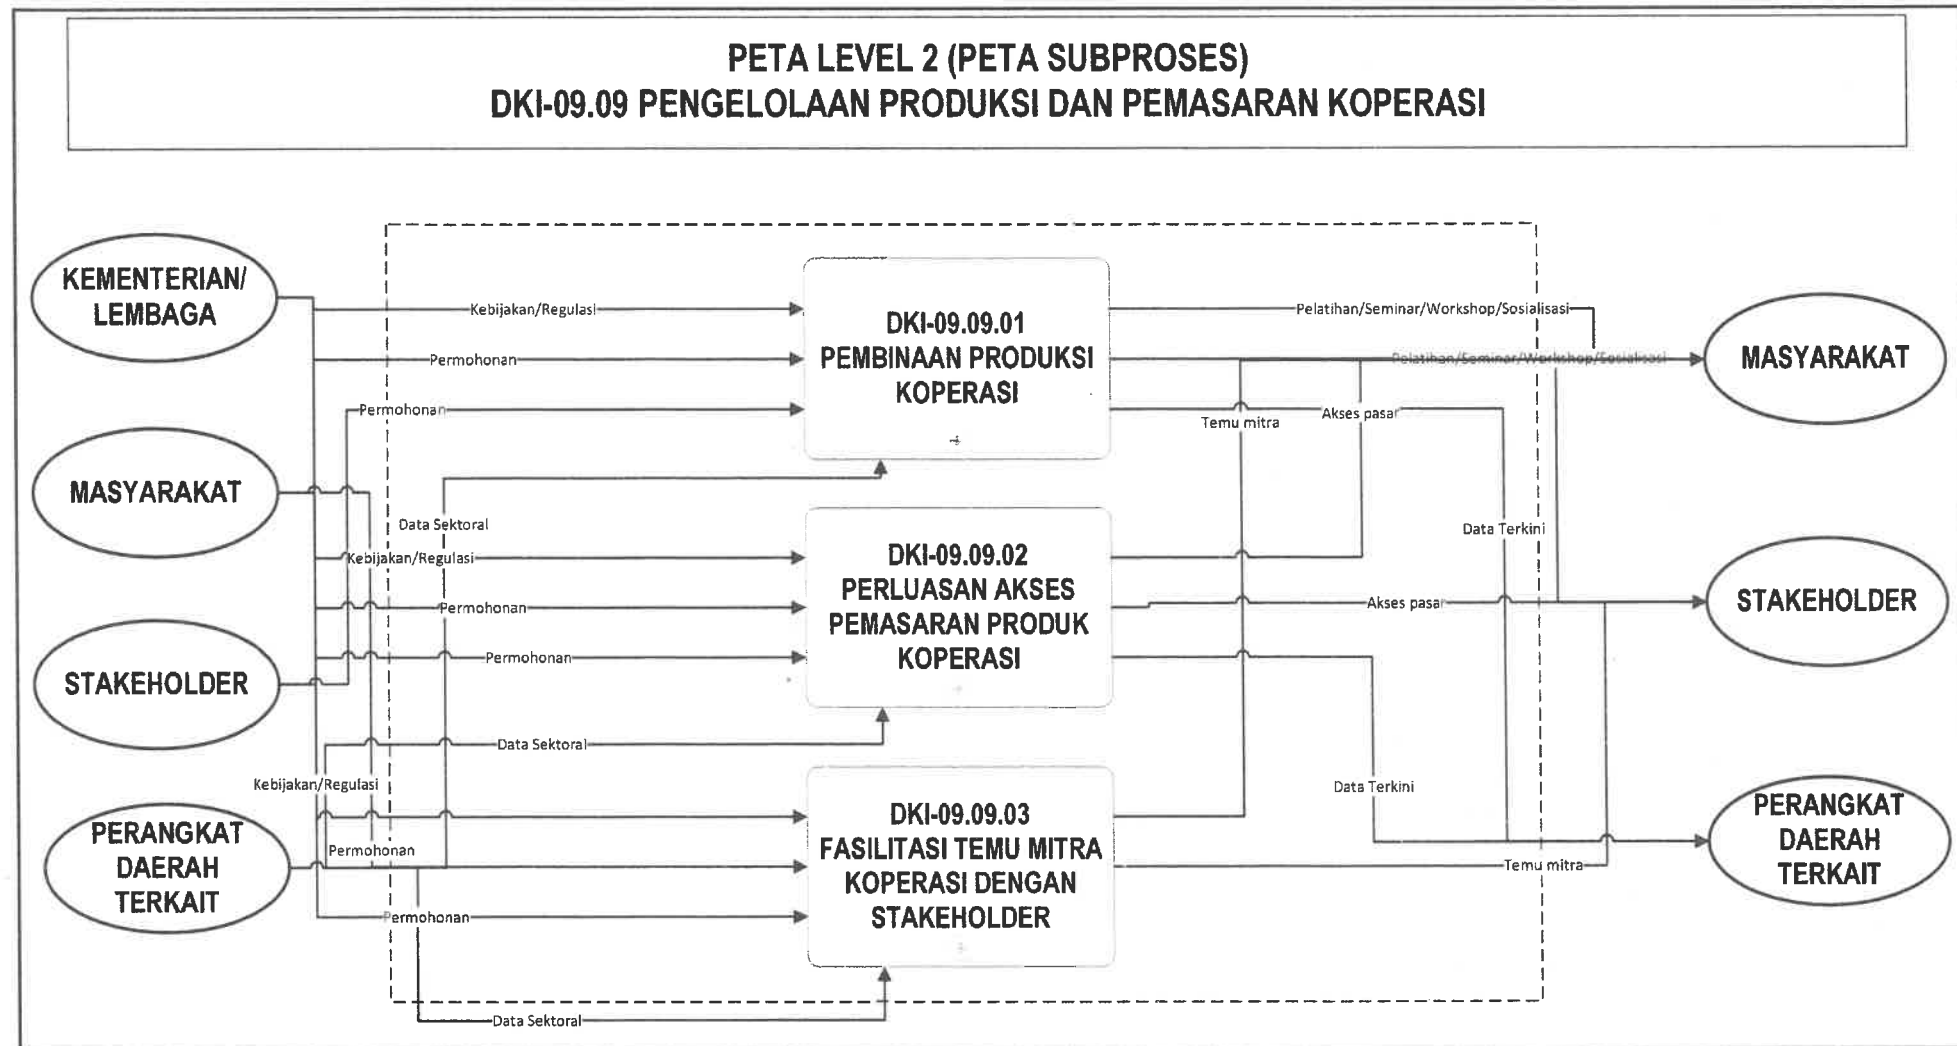 PETA LEVEL 2 (PETA SUBPROSES)
DKI-09.09 PENGELOLAAN PRODUKSI DAN PEMASARAN KOPERASI
KEMENTERIAN/
LEMBAGA
MASYARAKAT
STAKEHOLDER
PERANGKAT
DAERAH
TERKAIT
Kebijakan/Regulasi
Permohonan
Permohonan
Data Sektoral
Kebijakan/Regulasi
Permohonan
Permohonan
Data Sektoral
Kebijakan/Regulasi
Permohonan
Permohonan
Data Sektoral
DKI-09.09.01
PEMBINAAN PRODUKSI
KOPERASI
DKI-09.09.02
PERLUASAN AKSES
PEMASARAN PRODUK
KOPERASI
DKI-09.09.03
FASILITASI TEMU MITRA
KOPERASI DENGAN
STAKEHOLDER
Pelatihan/Seminar/Workshop/Sosialisasi
Pelatihan/Seminar/Workshop/Sosialisasi
Temu mitra
Akses pasar
Data Terkini
Akses pasar
Data Terkini
Temu mitra
MASYARAKAT
STAKEHOLDER
PERANGKAT
DAERAH
TERKAIT